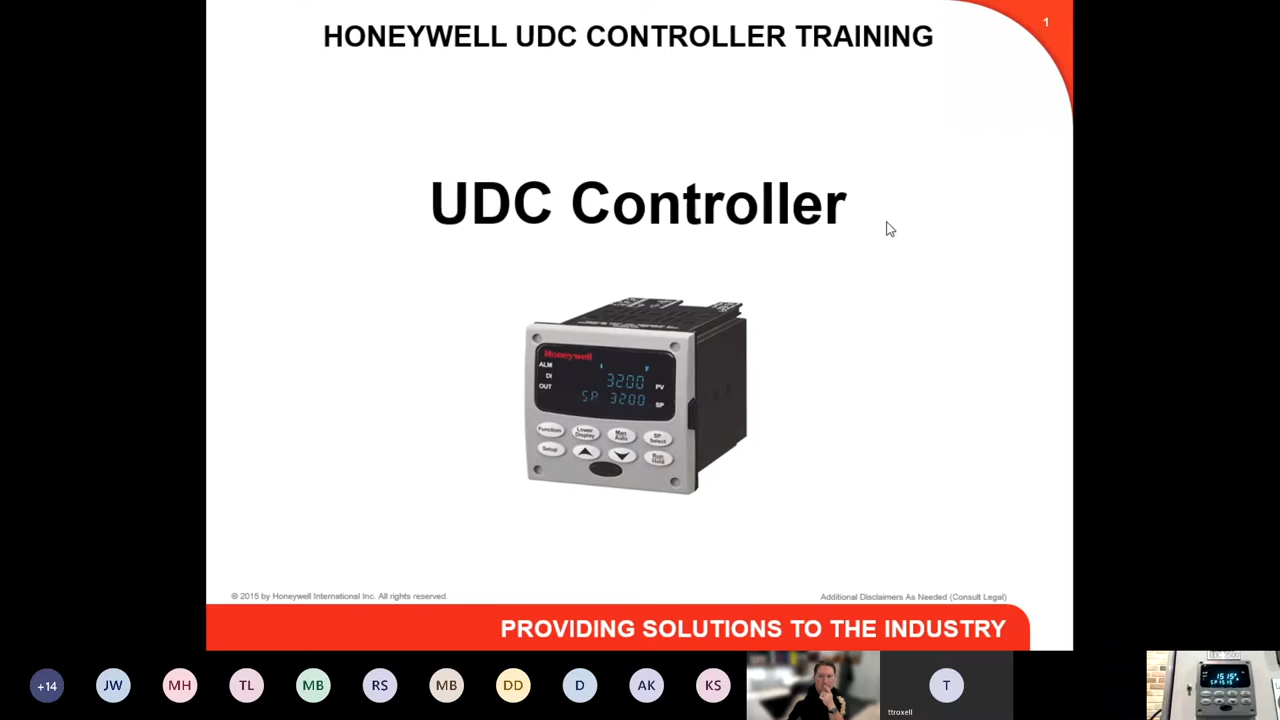 HONEYWELL UDC CONTROLLER TRAINING
1
UDC Controller
Honeywell
ALM
DI
OUT
F
3200
PV
SP 3200
SP
Function
Lower Display
Man Auto
SP Select
Setup
Run Hold
© 2015 by Honeywell International Inc. All rights reserved.
Additional Disclaimers As Needed (Consult Legal)
PROVIDING SOLUTIONS TO THE INDUSTRY
+14
JW
MH
TL
MB
RS
MB
DD
D
AK
KS
T
ttroxell